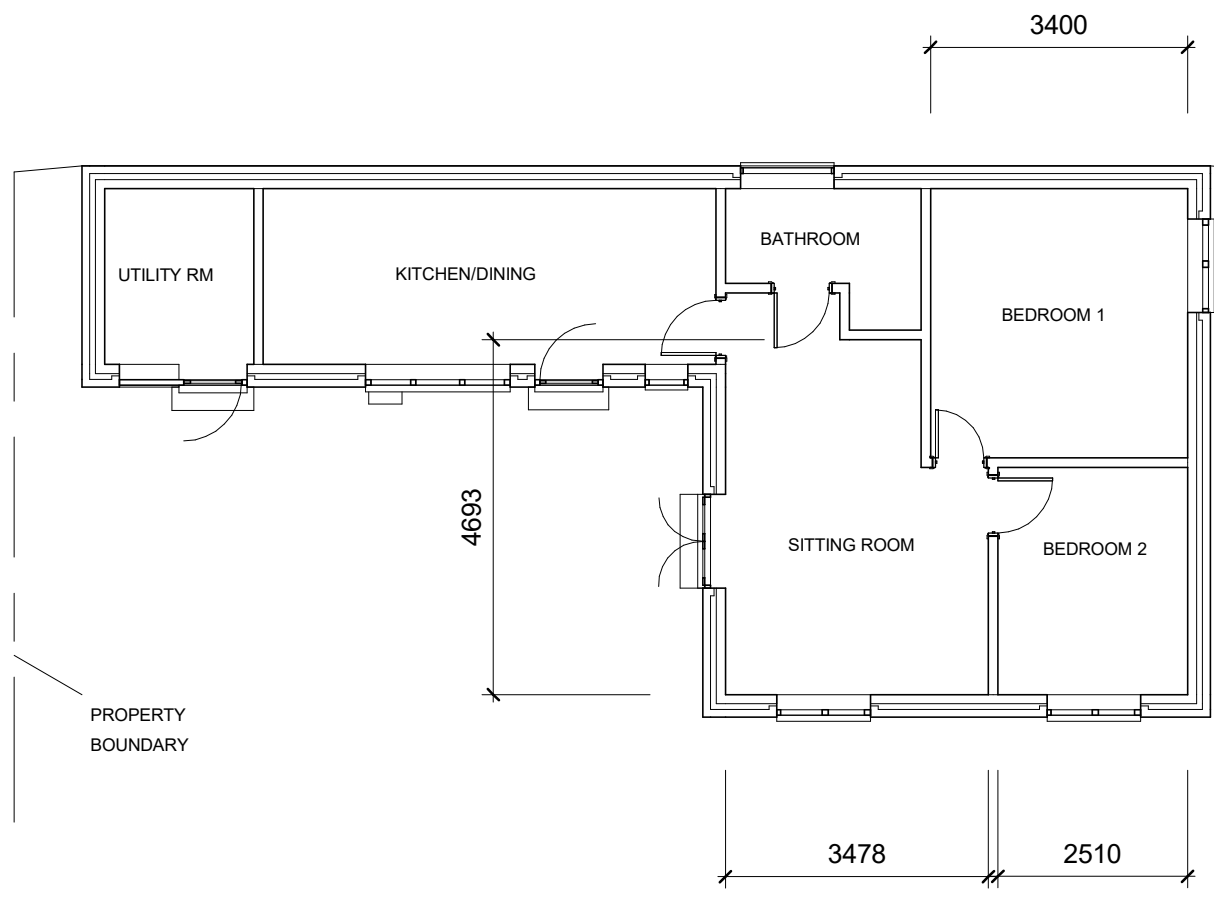 3400
BATHROOM
UTILITY RM
KITCHEN/DINING
BEDROOM 1
4693
SITTING ROOM
BEDROOM 2
PROPERTY
BOUNDARY
3478
2510